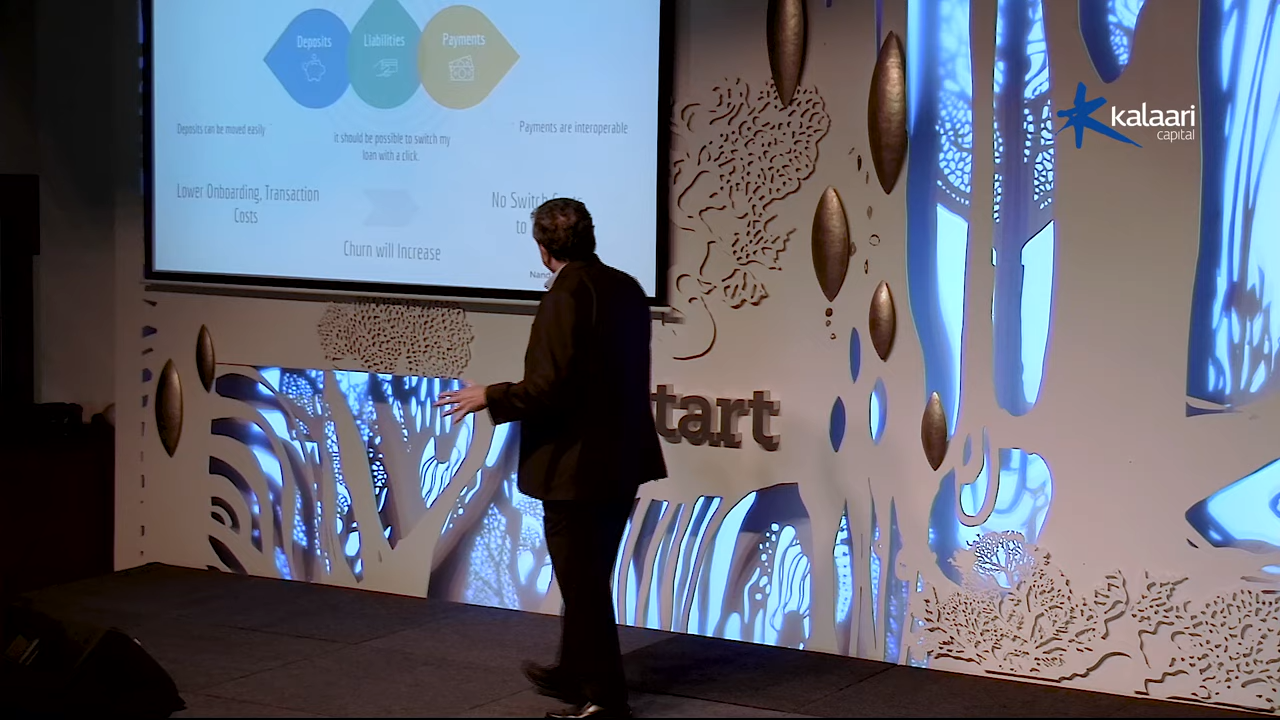 Deposits
Liabilities
Payments
Deposits can be moved easily
it should be possible to switch my
loan with a click.
Payments are interoperable
Lower Onboarding, Transaction
Costs
No Switch
to
Churn will Increase
kalaari
capital
tart